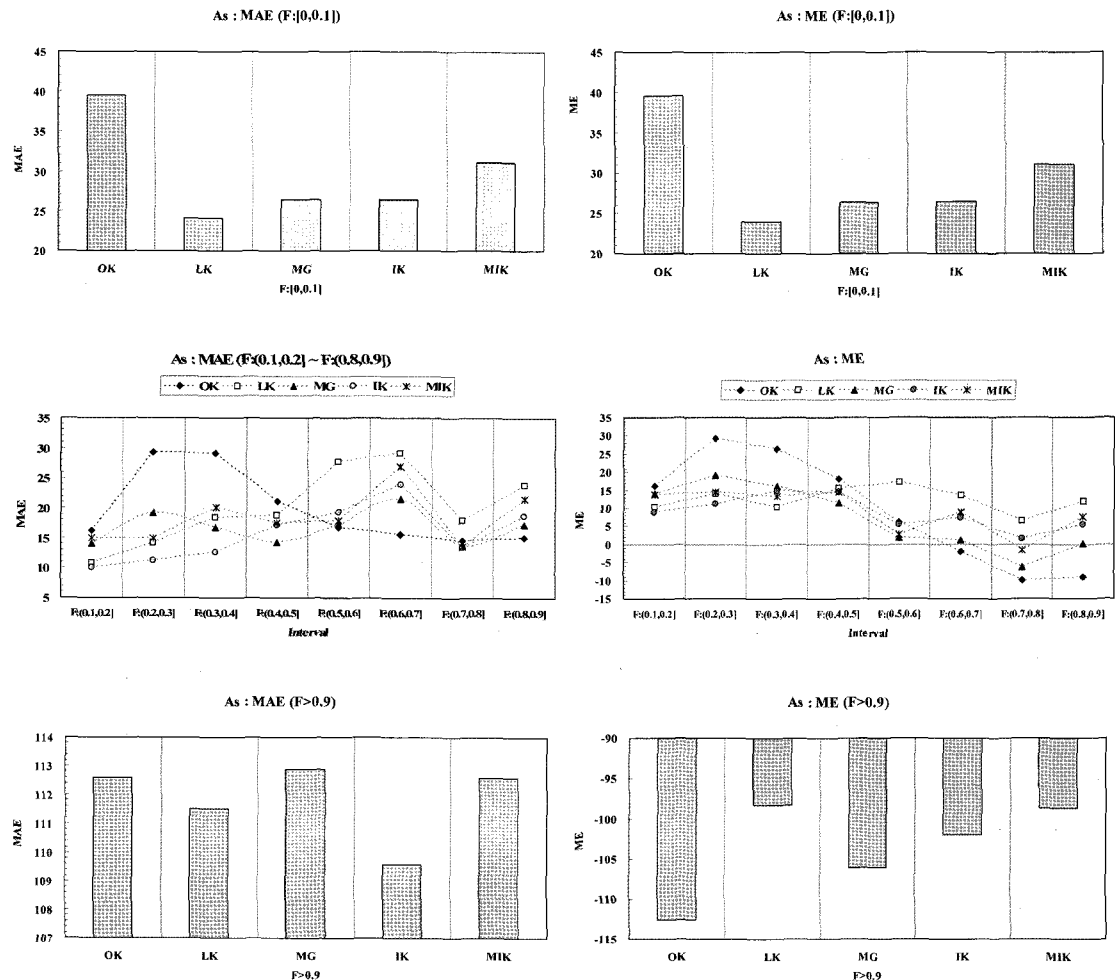 As : MAE (F:[0,0.1])
45
40
35
30
25
20
MAE
OK LK MG IK MIK
F:[0,0.1]
As : ME (F:[0,0.1])
45
40
35
30
25
20
ME
OK LK MG IK MIK
F:[0,0.1]
As : MAE (F:(0.1,0.2] ~ F:(0.8,0.9])
OK LK MG IK MIK
35
30
25
20
15
10
5
MAE
F:(0.1,0.2] F:(0.2,0.3] F:(0.3,0.4] F:(0.4,0.5] F:(0.5,0.6] F:(0.6,0.7] F:(0.7,0.8] F:(0.8,0.9]
Interval
As : ME
OK LK MG IK MIK
35
30
25
20
15
10
5
0
-5
-10
-15
ME
F:(0.1,0.2] F:(0.2,0.3] F:(0.3,0.4] F:(0.4,0.5] F:(0.5,0.6] F:(0.6,0.7] F:(0.7,0.8] F:(0.8,0.9]
Interval
As : MAE (F>0.9)
114
113
112
111
110
109
108
107
MAE
OK LK MG IK MIK
F>0.9
As : ME (F>0.9)
-90
-95
-100
-105
-110
-115
ME
OK LK MG IK MIK
F>0.9